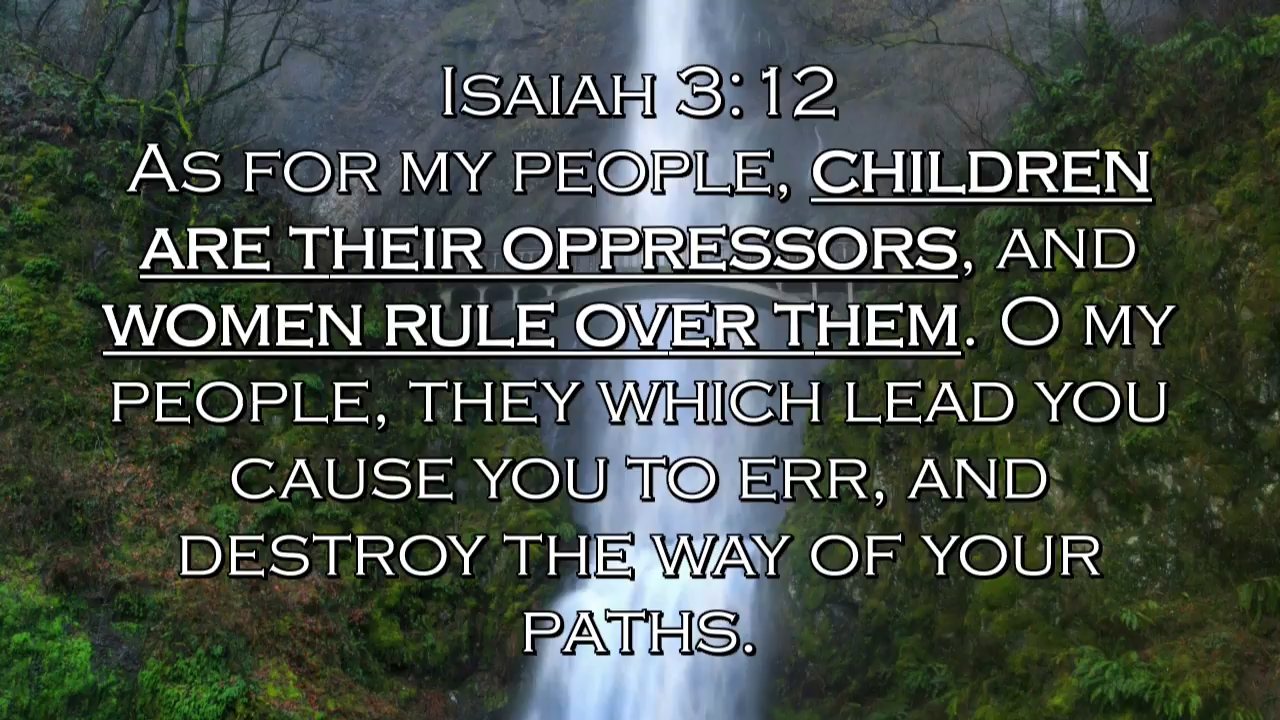 Isaiah 3:12
As for my people, children
are their oppressors, and
women rule over them. O my
people, they which lead you
cause you to err, and
destroy the way of your
paths.